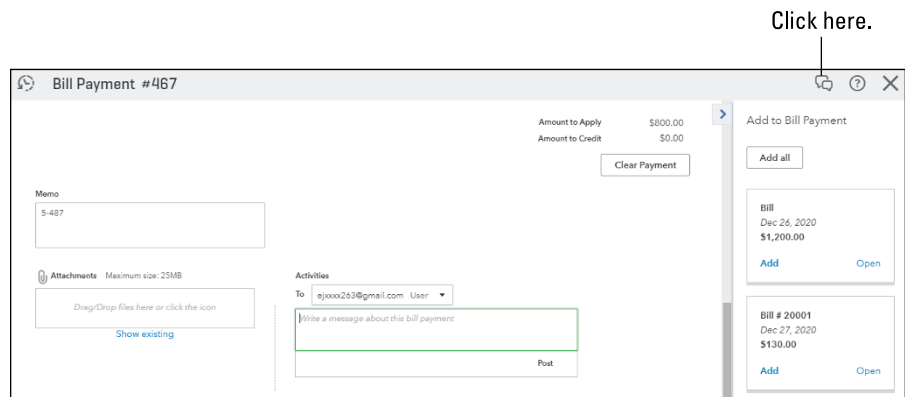 Click here.
Bill Payment #467
Amount to Apply $800.00
Amount to Credit $0.00
Clear Payment
Memo
5-487
Attachments Maximum size: 25MB
Drag/Drop files here or click the icon
Show existing
Activities
To ejxxxx263@gmail.com User
Write a message about this bill payment
Post
Add to Bill Payment
Add all
Bill
Dec 26, 2020
$1,200.00
Add Open
Bill # 20001
Dec 27, 2020
$130.00
Add Open